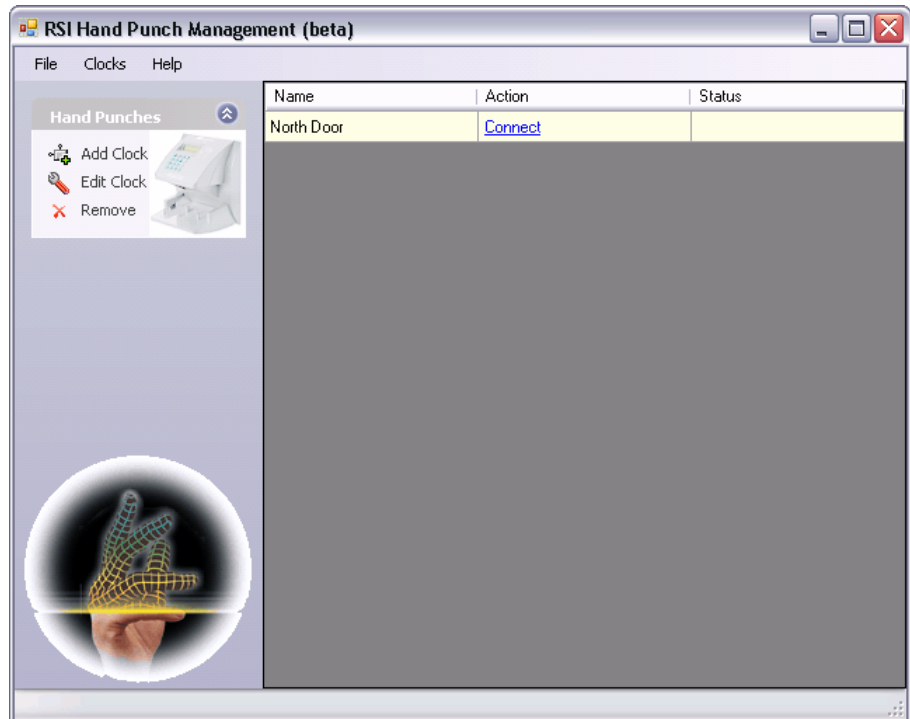 RSI Hand Punch Management (beta)
File Clocks Help
Hand Punches
Add Clock
Edit Clock
Remove
Name Action Status
North Door Connect